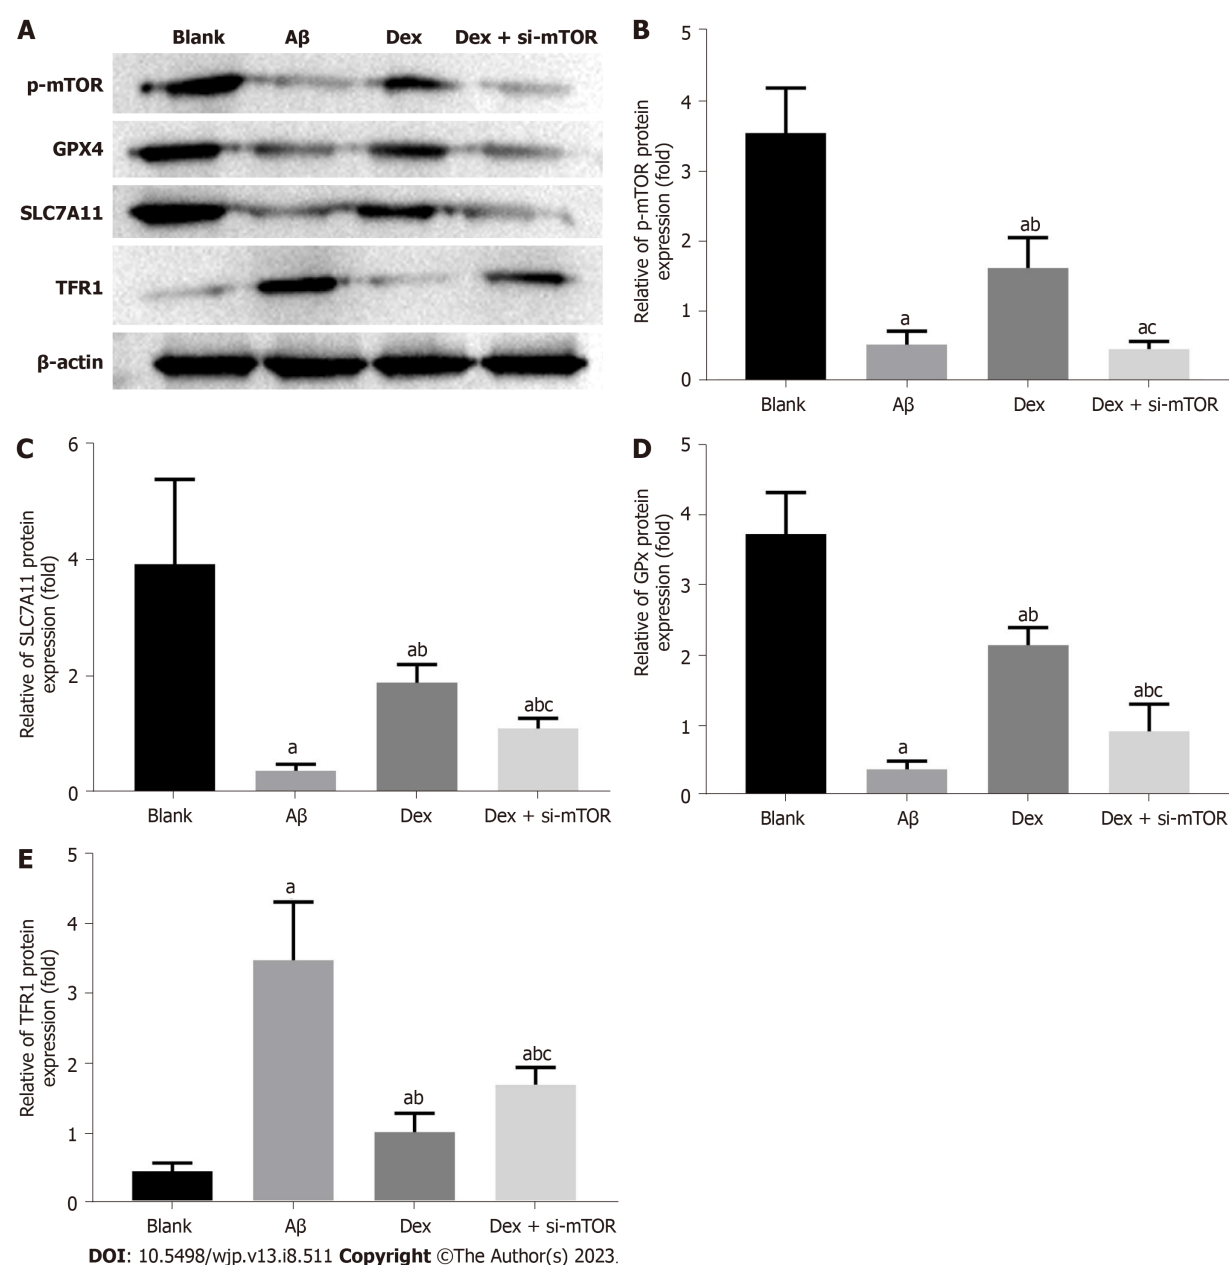 A
Blank Aβ Dex Dex + si-mTOR
p-mTOR
GPX4
SLC7A11
TFR1
β-actin
B
Relative of p-mTOR protein
expression (fold)
5
4
3
2
1
0
a
ab
ac
Blank Aβ Dex Dex + si-mTOR
C
Relative of SLC7A11 protein
expression (fold)
6
4
2
0
a
ab
abc
Blank Aβ Dex Dex + si-mTOR
D
Relative of GPx protein
expression (fold)
5
4
3
2
1
0
a
ab
abc
Blank Aβ Dex Dex + si-mTOR
E
Relative of TFR1 protein
expression (fold)
5
4
3
2
1
0
a
ab
abc
Blank Aβ Dex Dex + si-mTOR
DOI: 10.5498/wjp.v13.i8.511 Copyright ©The Author(s) 2023.